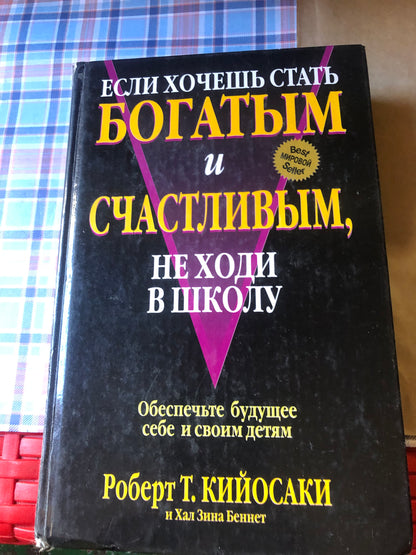 ЕСЛИ ХОЧЕШЬ СТАТЬ
БОГАТЫМ
и
Best
МИРОВОЙ
Seller
СЧАСТЛИВЫМ,
НЕ ХОДИ
В ШКОЛУ
Обеспечьте будущее
себе и своим детям
Роберт Т. КИЙОСАКИ
и Хал Зина Беннет